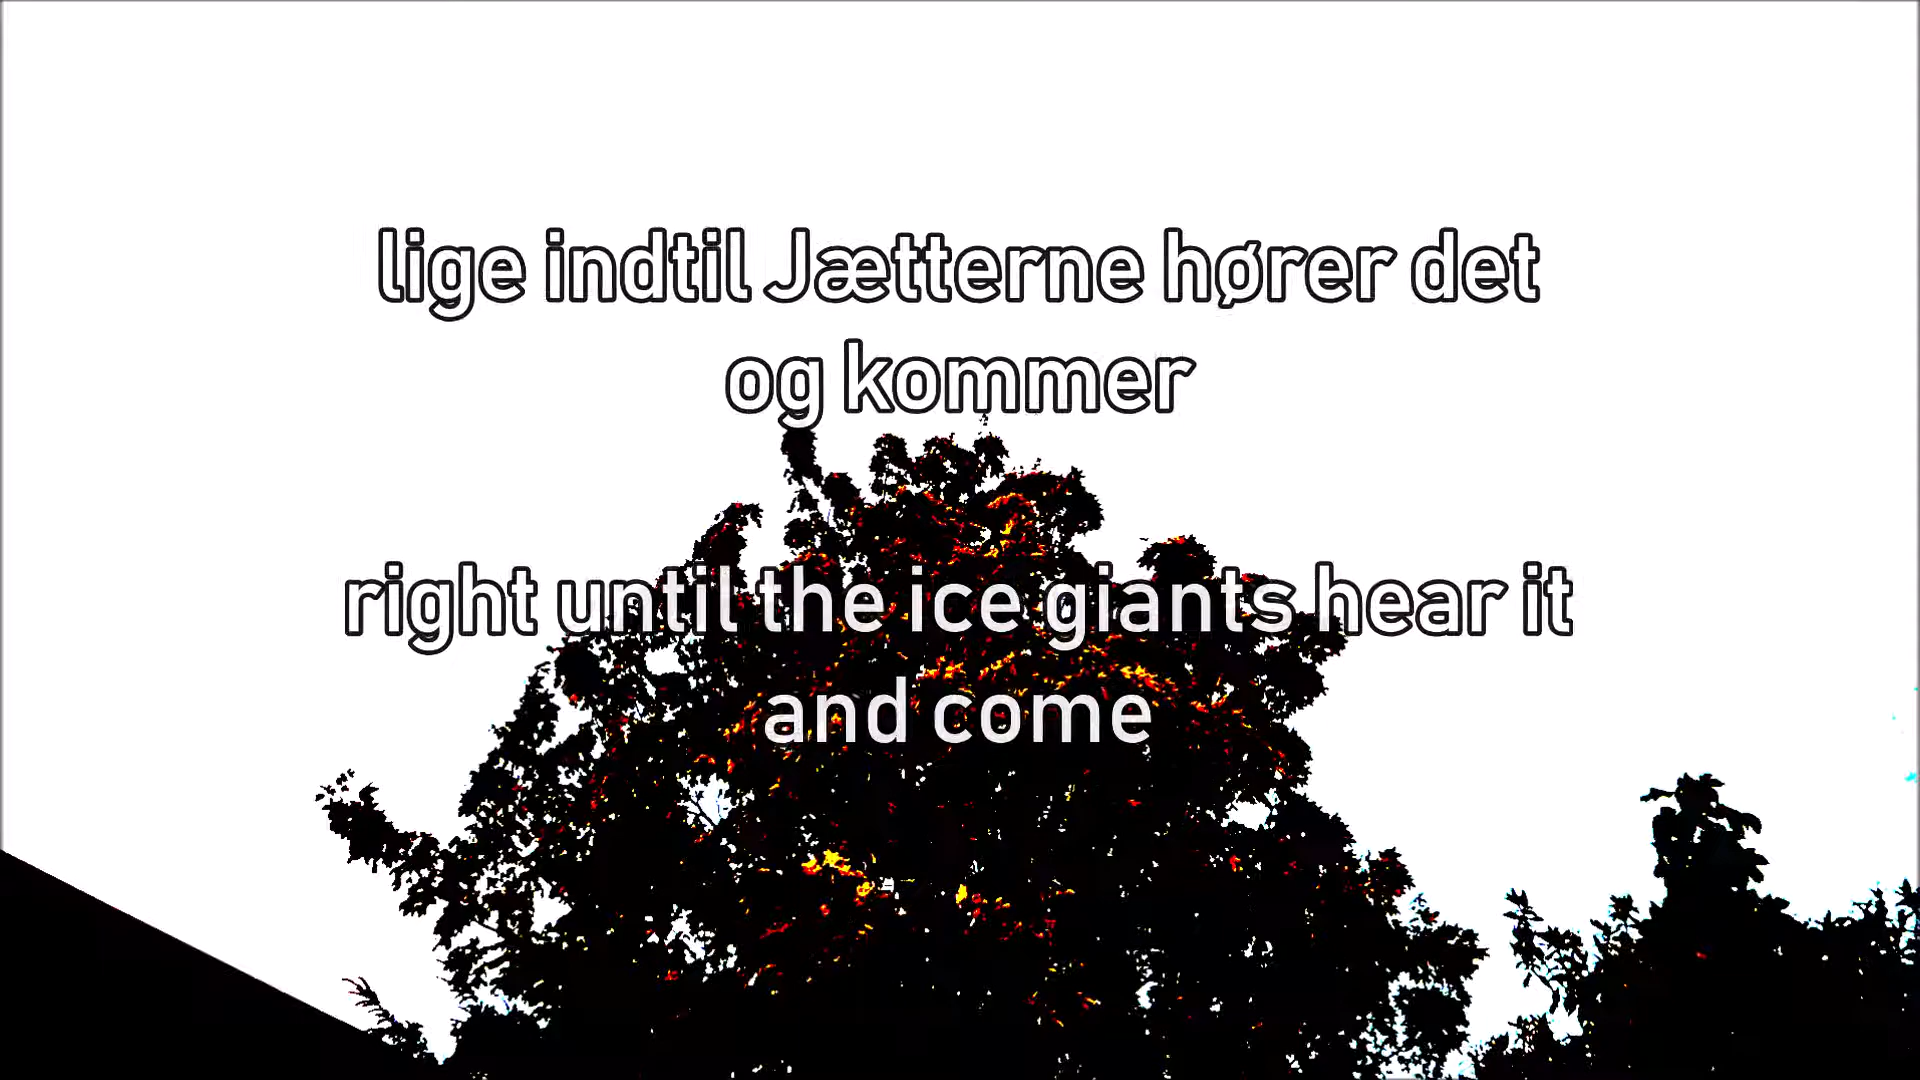 lige indtil Jætterne hører det
og kommer
right until the ice giants hear it
and come